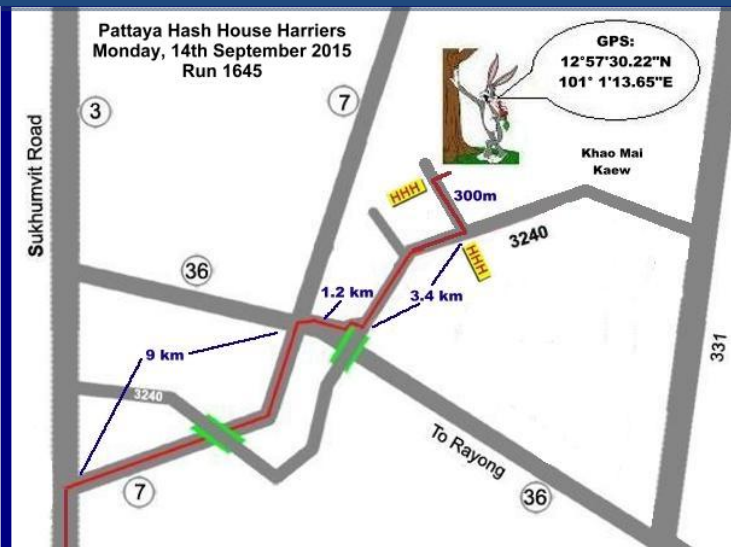 Pattaya Hash House Harriers
Monday, 14th September 2015
Run 1645
GPS:
12°57'30.22"N
101° 1'13.65"E
3
7
Sukhumvit Road
Khao Mai
Kaew
HHH
300m
3240
HHH
36
1.2 km
3.4 km
9 km
331
3240
To Rayong
7
36